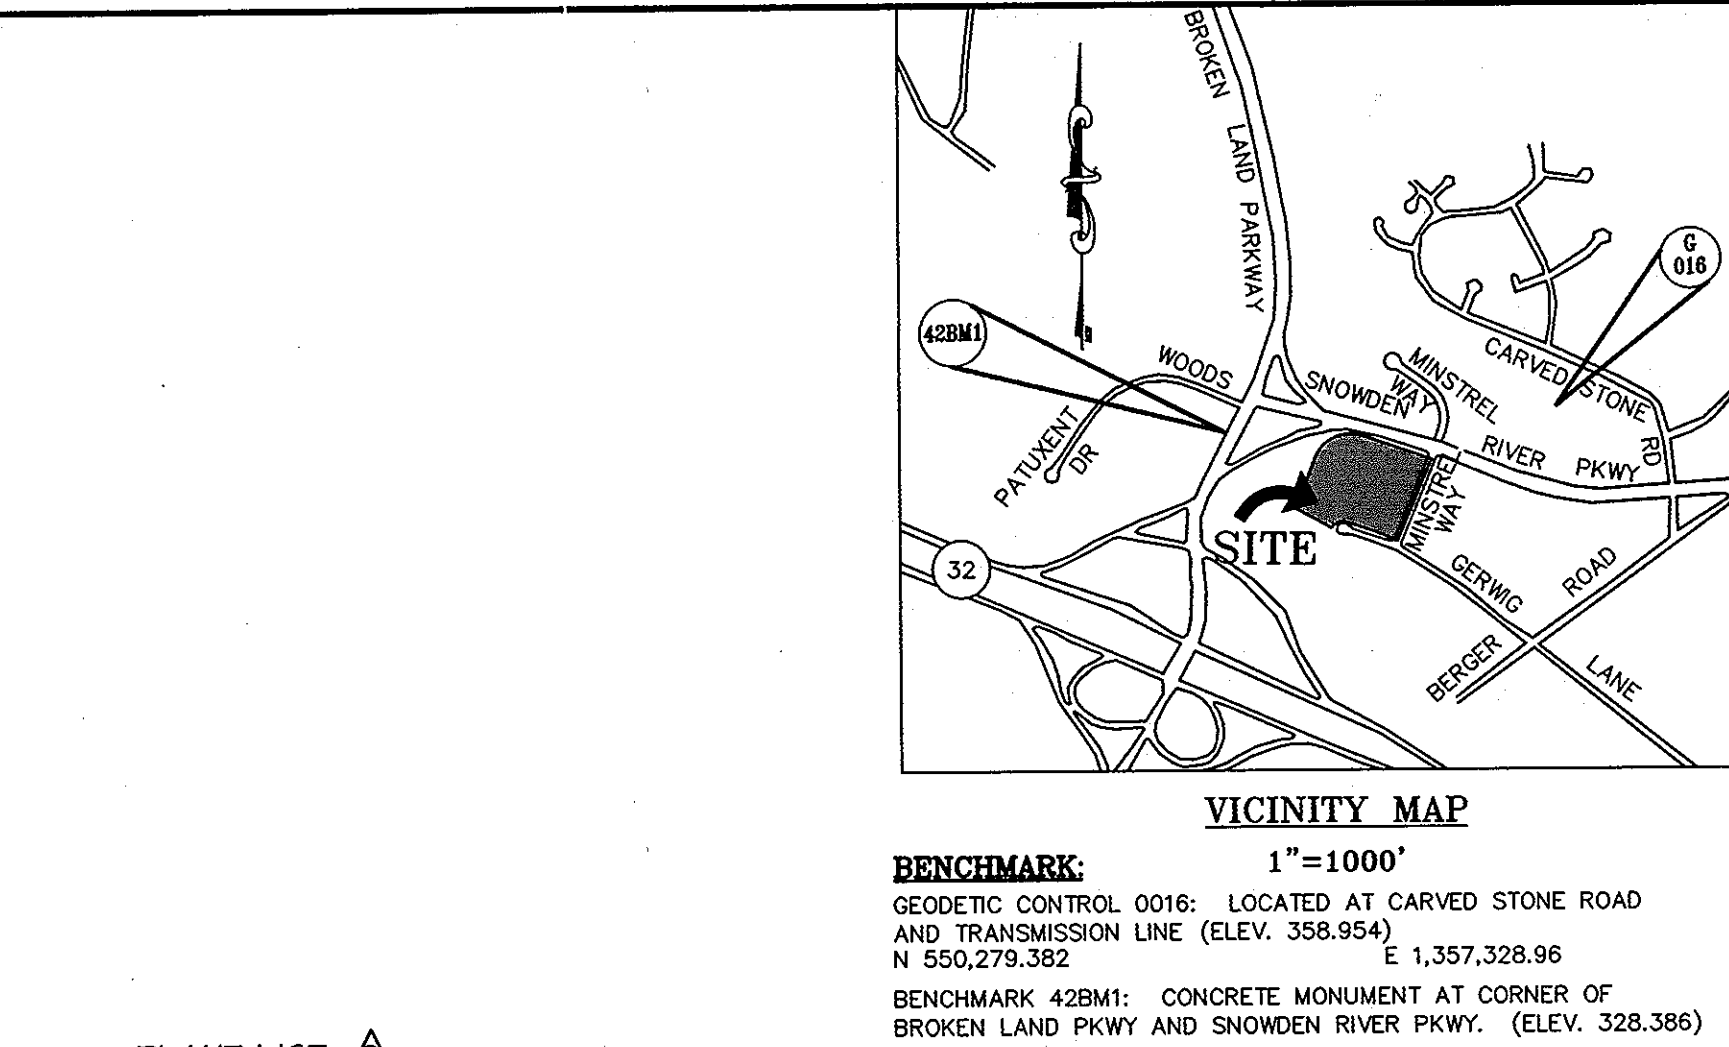 BROKEN LAND PARKWAY
G
016
42BM1
WOODS
PATUXENT
DR
SNOWDEN
MINSTREL
WAY
CARVED STONE RD
RIVER PKWY
MINSTREL
WAY
SITE
32
GERWIG LANE
BERGER ROAD
VICINITY MAP
1"=1000'
BENCHMARK:
GEODETIC CONTROL 0016: LOCATED AT CARVED STONE ROAD
AND TRANSMISSION LINE (ELEV. 358.954)
N 550,279.382 E 1,357,328.96
BENCHMARK 42BM1: CONCRETE MONUMENT AT CORNER OF
BROKEN LAND PKWY AND SNOWDEN RIVER PKWY. (ELEV. 328.386)